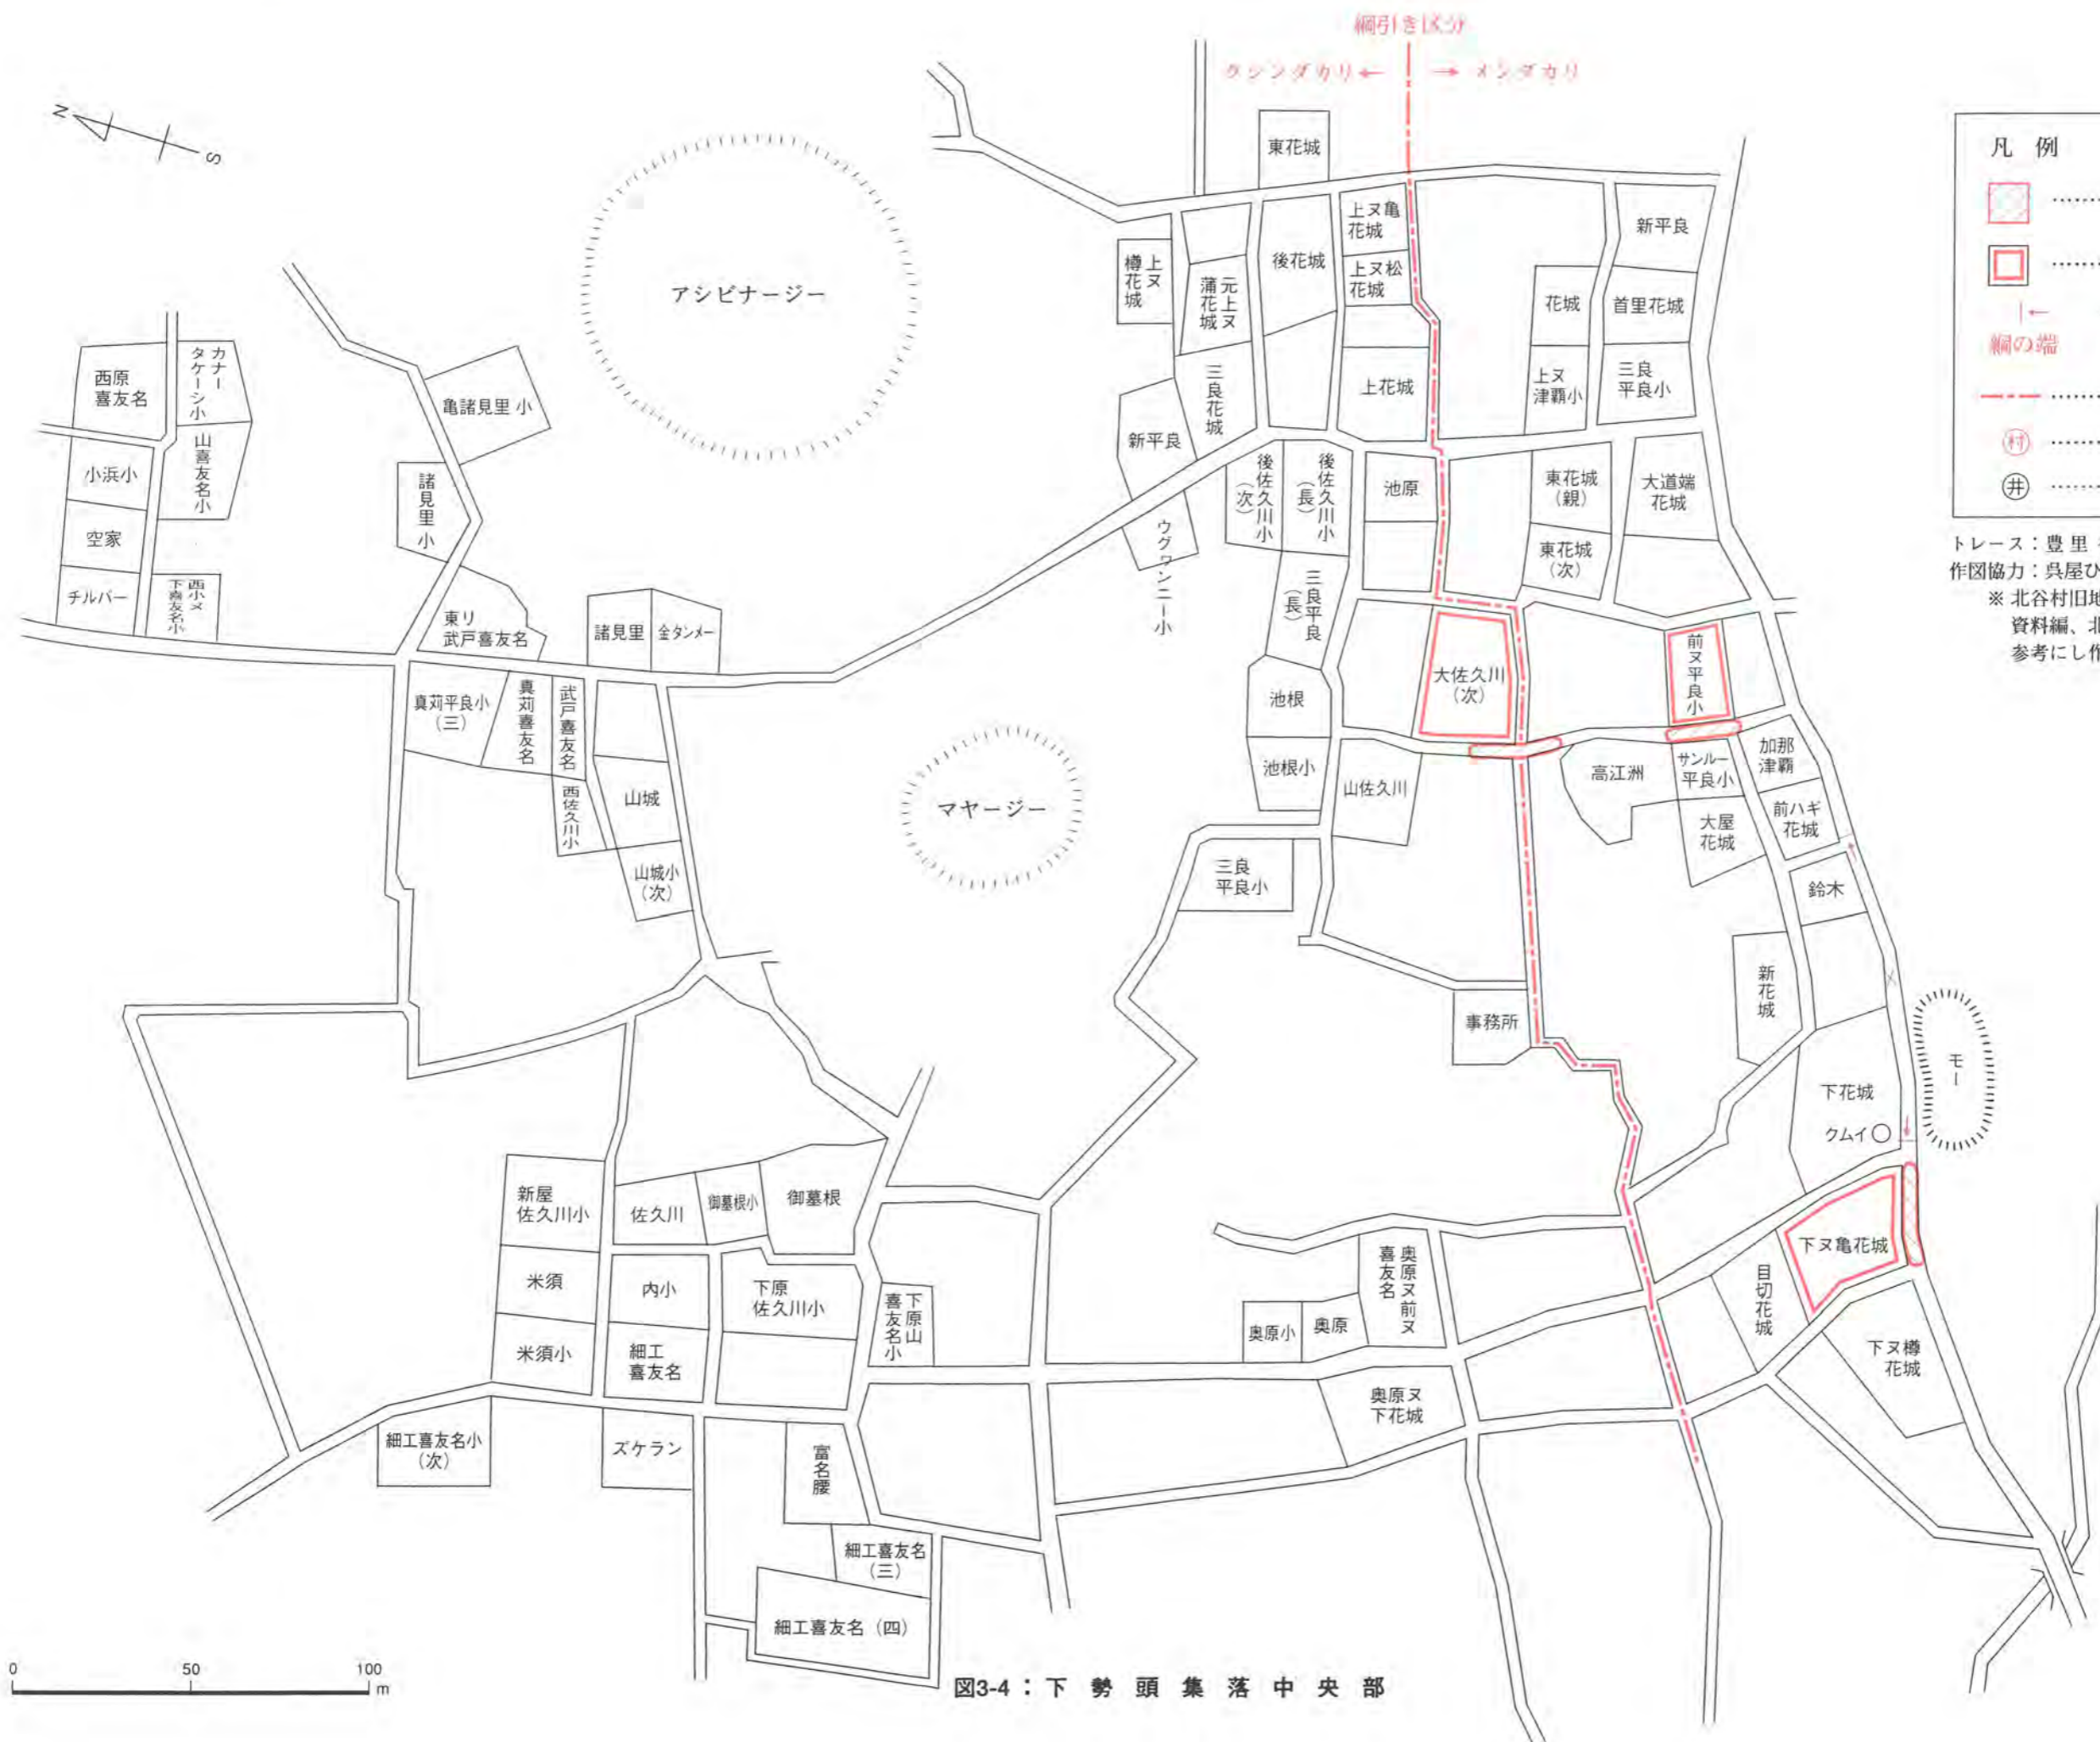 綱引き区分
クシンダカリ← → メンダカリ
N
S
アシビナージー
東花城
上ヌ亀
花城
上ヌ松
花城
後花城
元上ヌ
蒲花城
上ヌ
樽花城
三良花城
新平良
上花城
新平良
花城
首里花城
上ヌ
津覇小
三良
平良小
西原
喜友名
カナー
タケーシ小
山喜友名小
小浜小
空家
チルバー
西小ヌ
下喜友名小
亀諸見里 小
諸見里小
東リ
武戸喜友名
諸見里
金タンメー
真苅平良小
(三)
真苅喜友名
武戸喜友名
西佐久川小
山城
山城小
(次)
ウグヮンニー小
後佐久川小
(次)
後佐久川小
(長)
池原
東花城
(親)
大道端
花城
東花城
(次)
三良平良
(長)
大佐久川
(次)
前ヌ平良小
池根
池根小
山佐久川
高江洲
サンルー
平良小
加那
津覇
前ハギ
花城
大屋
花城
鈴木
マヤージー
三良
平良小
新花城
事務所
下花城
クムイ
モー
新屋
佐久川小
佐久川
御墓根小
御墓根
米須
内小
下原
佐久川小
下原山
喜友名小
米須小
細工
喜友名
奥原小
奥原
奥原ヌ前ヌ
喜友名
目切花城
下ヌ亀花城
下ヌ樽
花城
奥原ヌ
下花城
細工喜友名小
(次)
ズケラン
富名腰
細工喜友名
(三)
細工喜友名(四)
凡 例
綱の端
村
井
トレース:豊里
作図協力:呉屋ひ
※ 北谷村旧地
資料編、北
参考にし作
0 50 100
m
図3-4:下勢頭集落中央部